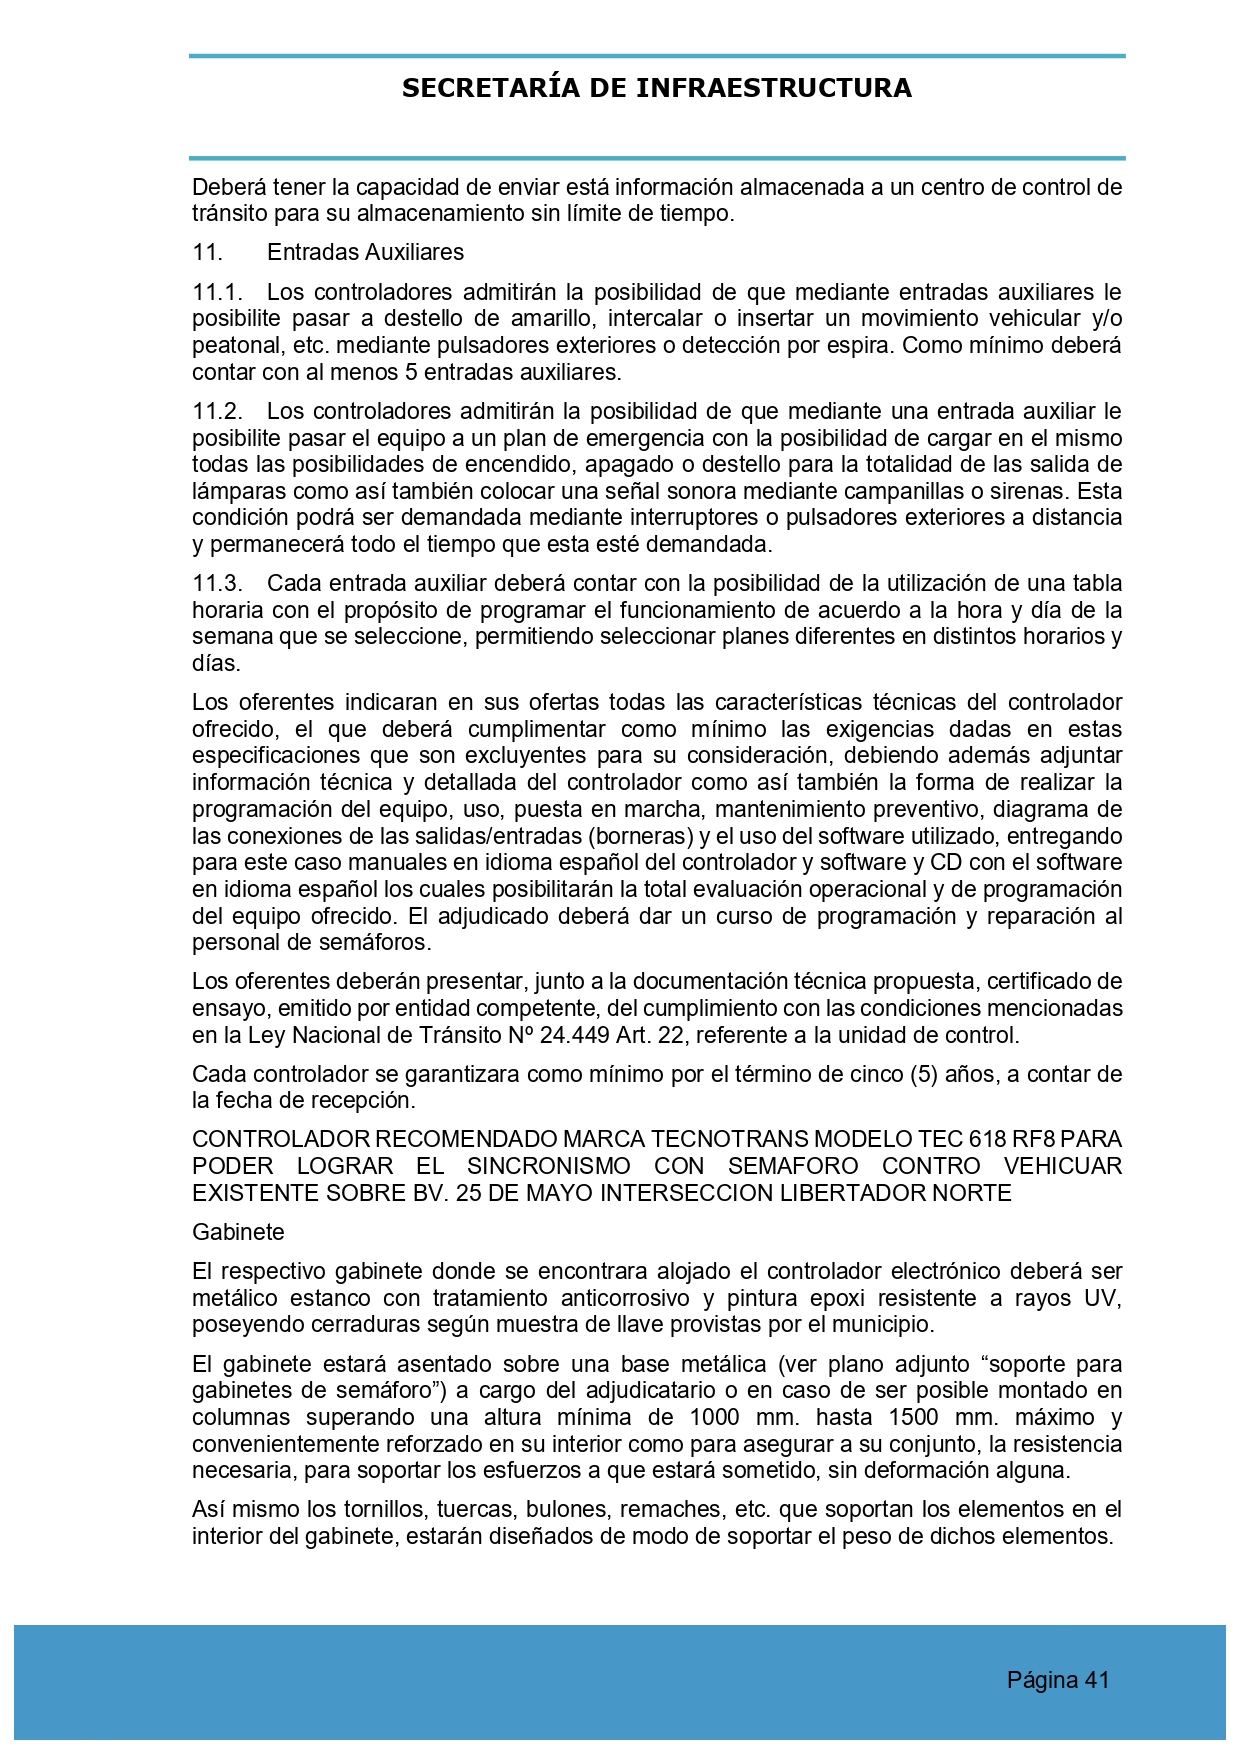 SECRETARÍA DE INFRAESTRUCTURA
Deberá tener la capacidad de enviar está información almacenada a un centro de control de
tránsito para su almacenamiento sin límite de tiempo.
11. Entradas Auxiliares
11.1. Los controladores admitirán la posibilidad de que mediante entradas auxiliares le
posibilite pasar a destello de amarillo, intercalar o insertar un movimiento vehicular y/o
peatonal, etc. mediante pulsadores exteriores o detección por espira. Como mínimo deberá
contar con al menos 5 entradas auxiliares.
11.2. Los controladores admitirán la posibilidad de que mediante una entrada auxiliar le
posibilite pasar el equipo a un plan de emergencia con la posibilidad de cargar en el mismo
todas las posibilidades de encendido, apagado o destello para la totalidad de las salida de
lámparas como así también colocar una señal sonora mediante campanillas o sirenas. Esta
condición podrá ser demandada mediante interruptores o pulsadores exteriores a distancia
y permanecerá todo el tiempo que esta esté demandada.
11.3. Cada entrada auxiliar deberá contar con la posibilidad de la utilización de una tabla
horaria con el propósito de programar el funcionamiento de acuerdo a la hora y día de la
semana que se seleccione, permitiendo seleccionar planes diferentes en distintos horarios y
días.
Los oferentes indicaran en sus ofertas todas las características técnicas del controlador
ofrecido, el que deberá cumplimentar como mínimo las exigencias dadas en estas
especificaciones que son excluyentes para su consideración, debiendo además adjuntar
información técnica y detallada del controlador como así también la forma de realizar la
programación del equipo, uso, puesta en marcha, mantenimiento preventivo, diagrama de
las conexiones de las salidas/entradas (borneras) y el uso del software utilizado, entregando
para este caso manuales en idioma español del controlador y software y CD con el software
en idioma español los cuales posibilitarán la total evaluación operacional y de programación
del equipo ofrecido. El adjudicado deberá dar un curso de programación y reparación al
personal de semáforos.
Los oferentes deberán presentar, junto a la documentación técnica propuesta, certificado de
ensayo, emitido por entidad competente, del cumplimiento con las condiciones mencionadas
en la Ley Nacional de Tránsito Nº 24.449 Art. 22, referente a la unidad de control.
Cada controlador se garantizara como mínimo por el término de cinco (5) años, a contar de
la fecha de recepción.
CONTROLADOR RECOMENDADO MARCA TECNOTRANS MODELO TEC 618 RF8 PARA
PODER LOGRAR EL SINCRONISMO CON SEMAFORO CONTRO VEHICUAR
EXISTENTE SOBRE BV. 25 DE MAYO INTERSECCION LIBERTADOR NORTE
Gabinete
El respectivo gabinete donde se encontrara alojado el controlador electrónico deberá ser
metálico estanco con tratamiento anticorrosivo y pintura epoxi resistente a rayos UV,
poseyendo cerraduras según muestra de llave provistas por el municipio.
El gabinete estará asentado sobre una base metálica (ver plano adjunto “soporte para
gabinetes de semáforo”) a cargo del adjudicatario o en caso de ser posible montado en
columnas superando una altura mínima de 1000 mm. hasta 1500 mm. máximo y
convenientemente reforzado en su interior como para asegurar a su conjunto, la resistencia
necesaria, para soportar los esfuerzos a que estará sometido, sin deformación alguna.
Así mismo los tornillos, tuercas, bulones, remaches, etc. que soportan los elementos en el
interior del gabinete, estarán diseñados de modo de soportar el peso de dichos elementos.
Página 41